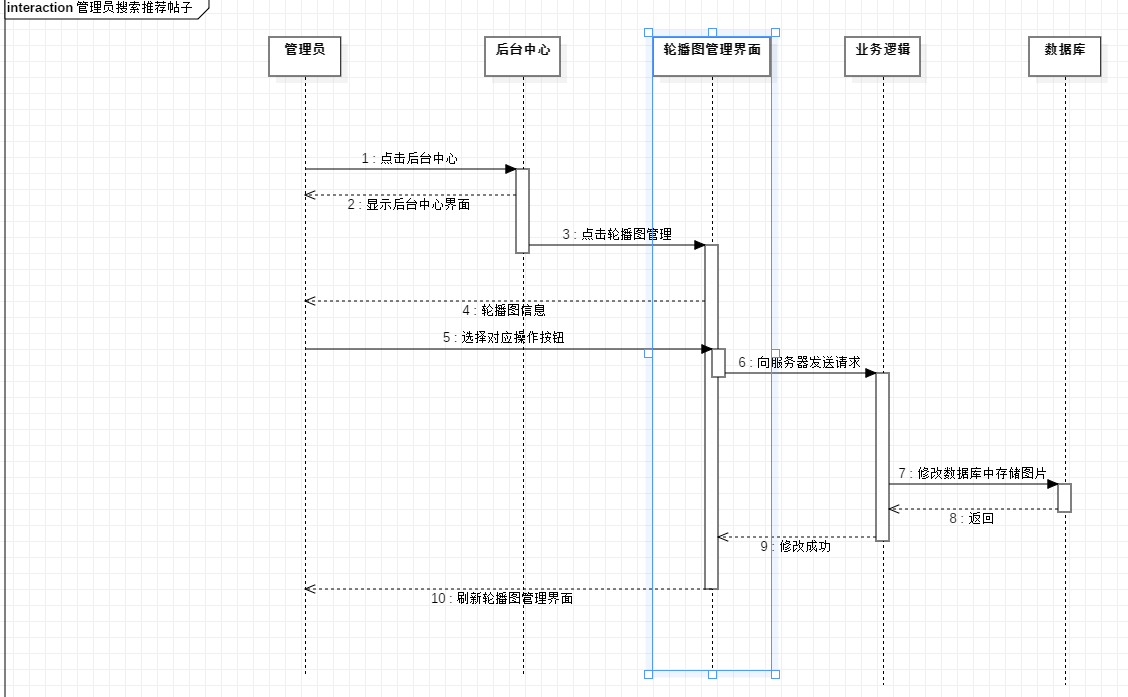 interaction 管理员搜索推荐帖子
管理员
后台中心
轮播图管理界面
业务逻辑
数据库
1 : 点击后台中心
2 : 显示后台中心界面
3 : 点击轮播图管理
4 : 轮播图信息
5 : 选择对应操作按钮
6 : 向服务器发送请求
7 : 修改数据库中存储图片
8 : 返回
9 : 修改成功
10 : 刷新轮播图管理界面